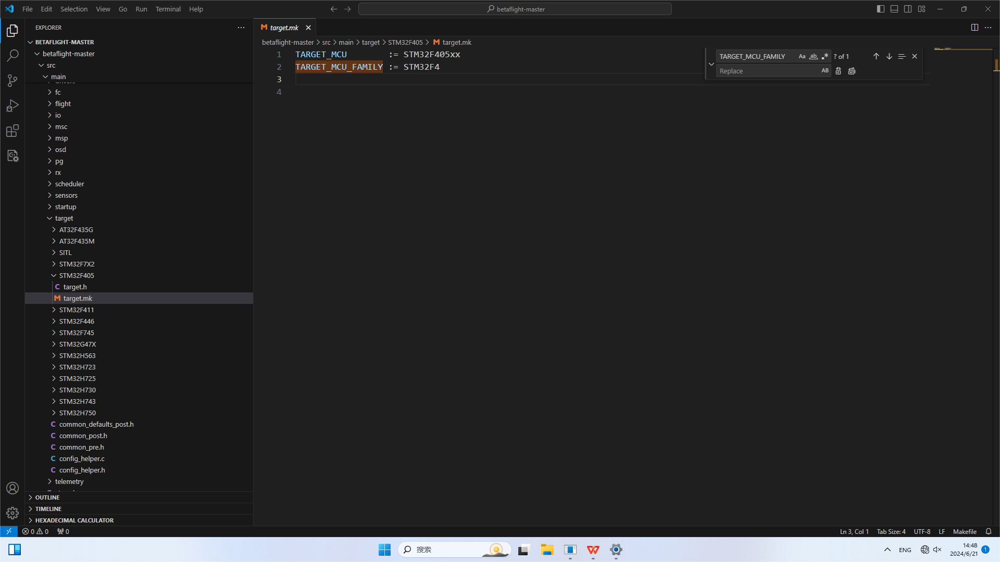 File Edit Selection View Go Run Terminal Help
betaflight-master
EXPLORER
target.mk
BETAFLIGHT-MASTER
betaflight-master > src > main > target > STM32F405 > target.mk
betaflight-master
src
main
fc
flight
io
msc
msp
osd
pg
rx
scheduler
sensors
startup
target
AT32F435G
AT32F435M
SITL
STM32F7X2
STM32F405
target.h
target.mk
STM32F411
STM32F446
STM32F745
STM32G47X
STM32H563
STM32H723
STM32H725
STM32H730
STM32H743
STM32H750
common_defaults_post.h
common_post.h
common_pre.h
config_helper.c
config_helper.h
telemetry
OUTLINE
TIMELINE
HEXADECIMAL CALCULATOR
1 TARGET_MCU := STM32F405xx
2 TARGET_MCU_FAMILY := STM32F4
3
4
TARGET_MCU_FAMILY Aa ab ? of 1
Replace AB
0 0 0
Ln 3, Col 1 Tab Size: 4 UTF-8 LF Makefile
搜索
ENG
14:48
2024/6/21
1